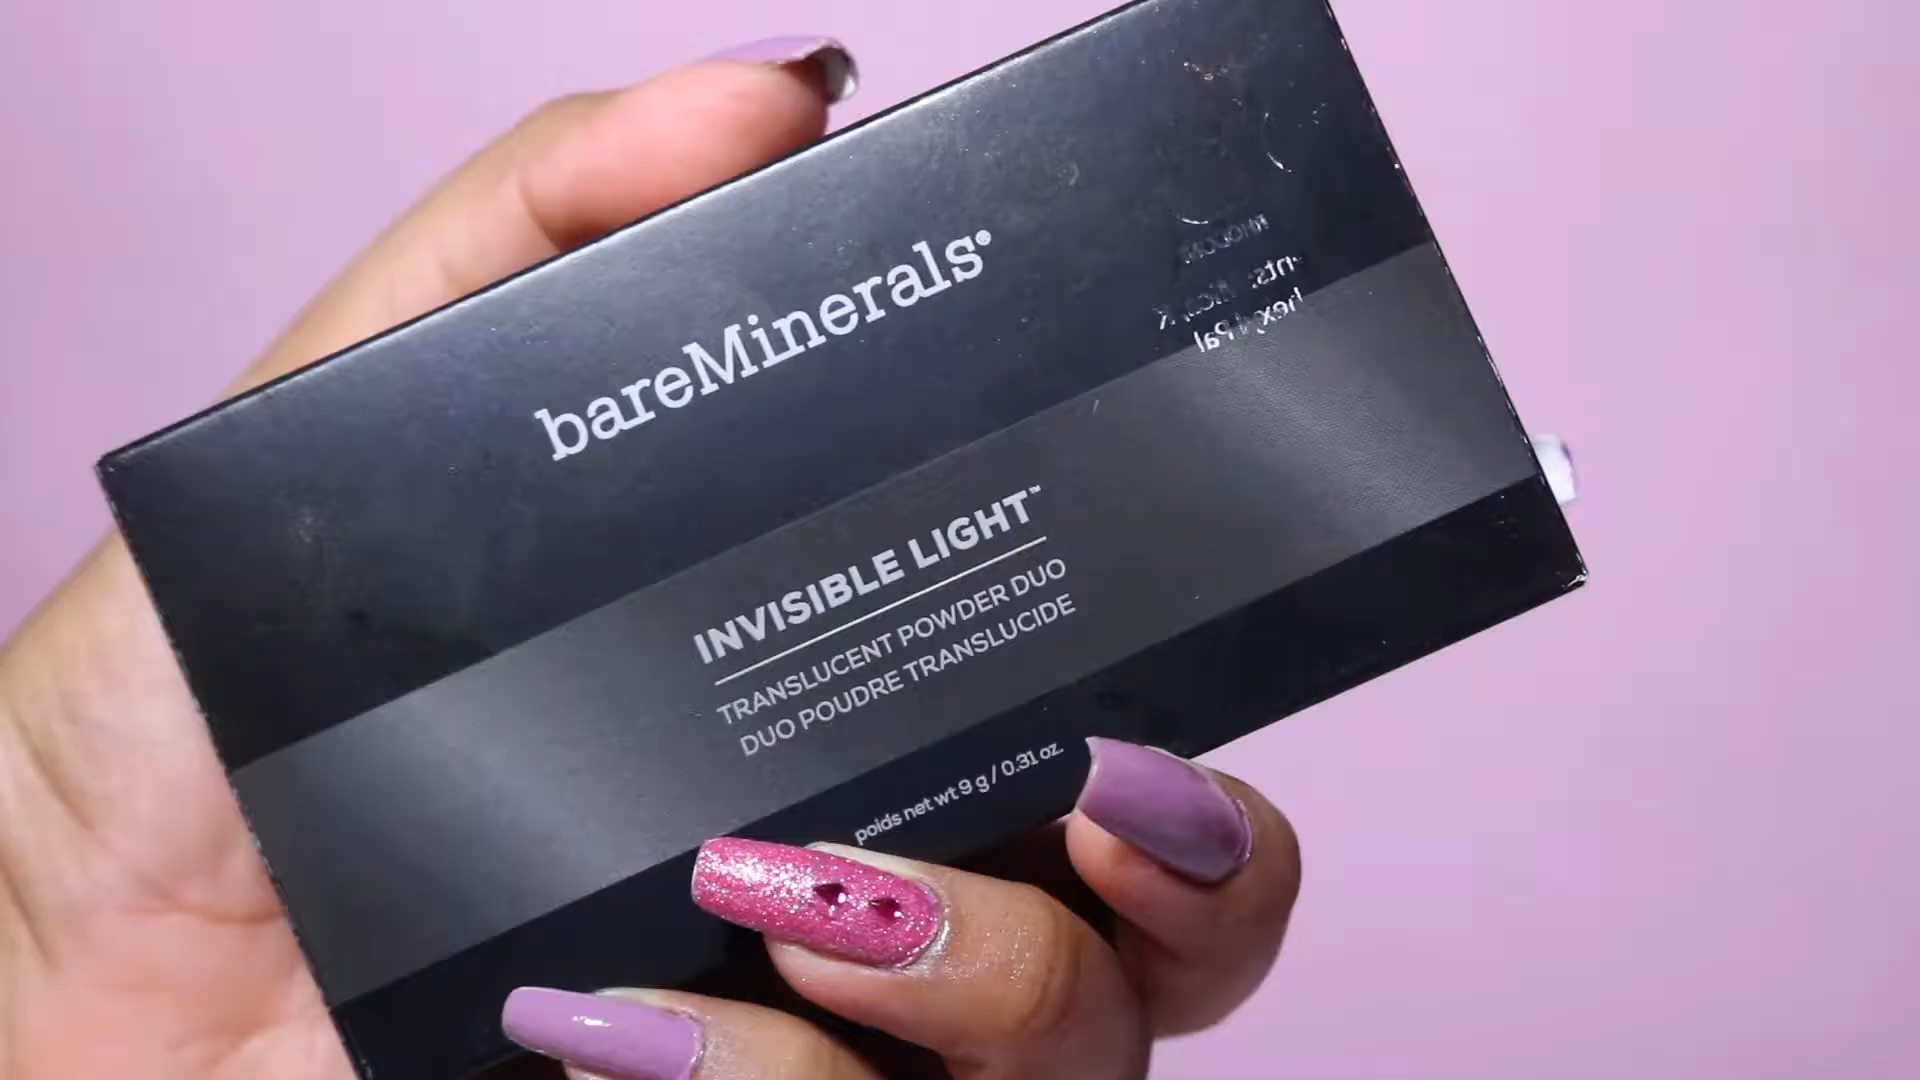 bareMinerals®
INVISIBLE LIGHT™
TRANSLUCENT POWDER DUO
DUO POUDRE TRANSLUCIDE
poids net wt 9 g / 0.31 oz.